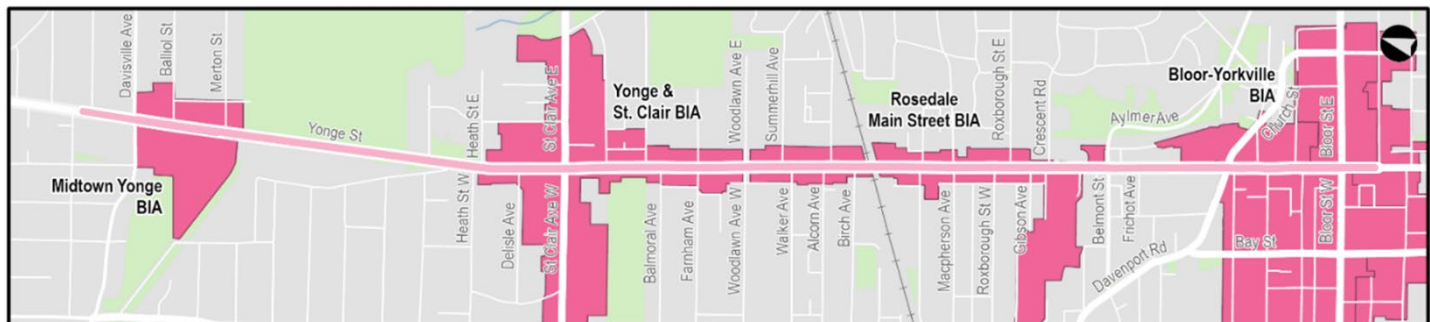 Davisville Ave
Balliol St
Merton St
Yonge St
Midtown Yonge
BIA
Heath St E
Heath St W
Delisle Ave
St Clair Ave E
St Clair Ave W
Yonge &
St. Clair BIA
Balmoral Ave
Farnham Ave
Woodlawn Ave E
Woodlawn Ave W
Summerhill Ave
Walker Ave
Alcorn Ave
Birch Ave
Rosedale
Main Street BIA
Macpherson Ave
Roxborough St E
Roxborough St W
Crescent Rd
Gibson Ave
Belmont St
Frichot Ave
Aylmer Ave
Davenport Rd
Bloor-Yorkville
BIA
Church St
Bay St
Bloor St E
Bloor St W